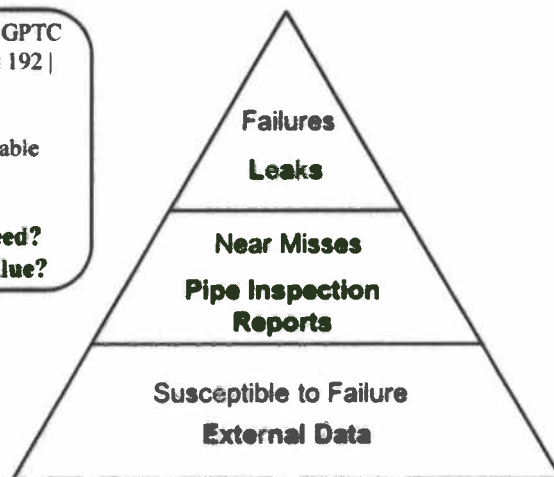 GPTC
192 |
able
eed?
lue?
Failures
Leaks
Near Misses
Pipe Inspection
Reports
Susceptible to Failure
External Data